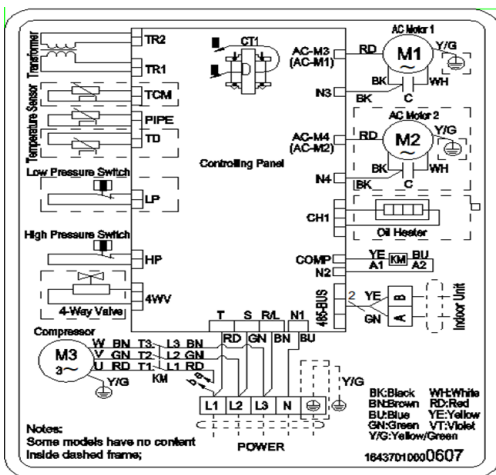 Transformer
TR2
TR1
Temperature Sensor
TCM
PIPE
TD
Low Pressure Switch
LP
High Pressure Switch
HP
4-Way Valve
4WV
CT1
Controlling Panel
AC Motor 1
AC-M3
(AC-M1)
RD
M1
Y/G
BK
WH
N3
BK
C
AC Motor 2
AC-M4
(AC-M2)
RD
M2
Y/G
BK
WH
N4
BK
C
CH1
Oil Heater
COMP
YE
KM
BU
N2
A1
A2
485-BUS
2
YE
B
GN
A
Indoor Unit
T S R/L N1
RD GN BN BU
Compressor
M3
3~
W BN T3 L3 BN
V GN T2 L2 GN
U RD T1 L1 RD
Y/G
KM
L1 L2 L3 N
Y/G
POWER
Notes:
Some models have no content
Inside dashed frame;
BK:Black WH:White
BN:Brown RD:Red
BU:Blue YE:Yellow
GN:Green VT:Violet
Y/G:Yellow/Green
16437010000607